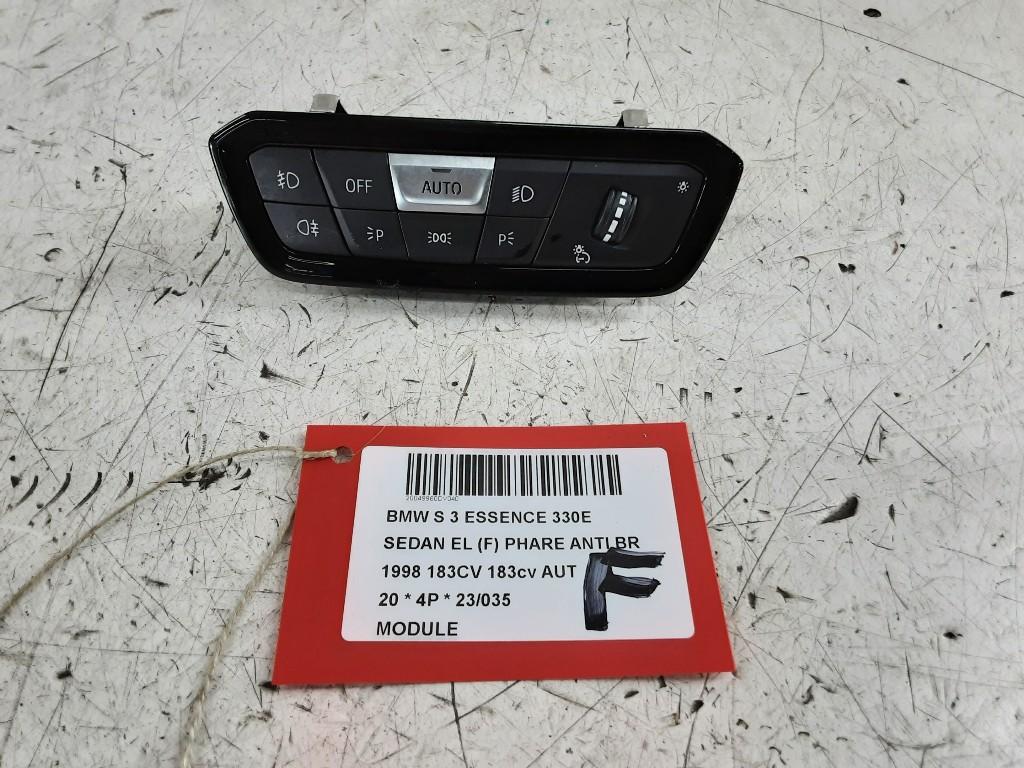 OFF AUTO
P P
BMW S 3 ESSENCE 330E
SEDAN EL (F) PHARE ANTI.BR
1998 183CV 183cv AUT
20 * 4P * 23/035
MODULE
F